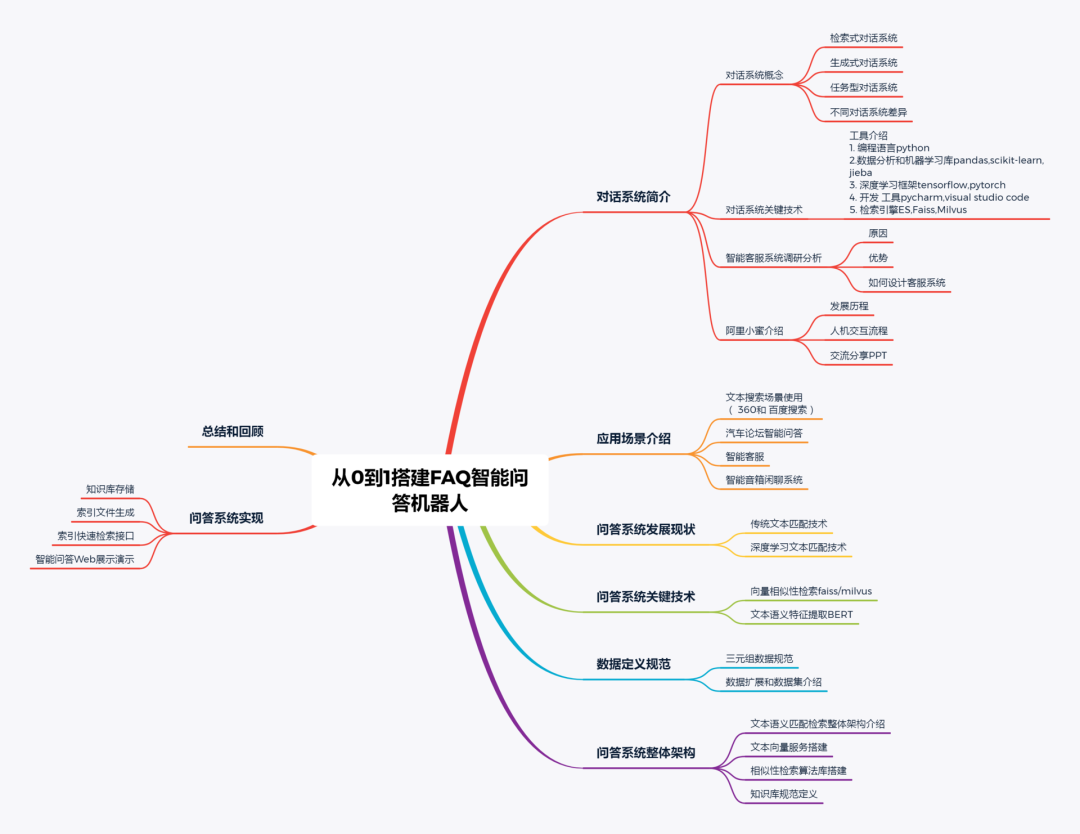 从0到1搭建FAQ智能问
答机器人
对话系统简介
对话系统概念
检索式对话系统
生成式对话系统
任务型对话系统
不同对话系统差异
对话系统关键技术
工具介绍
1. 编程语言python
2.数据分析和机器学习库pandas,scikit-learn,
jieba
3. 深度学习框架tensorflow,pytorch
4. 开发 工具pycharm,visual studio code
5. 检索引擎ES,Faiss,Milvus
智能客服系统调研分析
原因
优势
如何设计客服系统
阿里小蜜介绍
发展历程
人机交互流程
交流分享PPT
应用场景介绍
文本搜索场景使用
（ 360和 百度搜索 ）
汽车论坛智能问答
智能客服
智能音箱闲聊系统
问答系统发展现状
传统文本匹配技术
深度学习文本匹配技术
问答系统关键技术
向量相似性检索faiss/milvus
文本语义特征提取BERT
数据定义规范
三元组数据规范
数据扩展和数据集介绍
问答系统整体架构
文本语义匹配检索整体架构介绍
文本向量服务搭建
相似性检索算法库搭建
知识库规范定义
问答系统实现
知识库存储
索引文件生成
索引快速检索接口
智能问答Web展示演示
总结和回顾